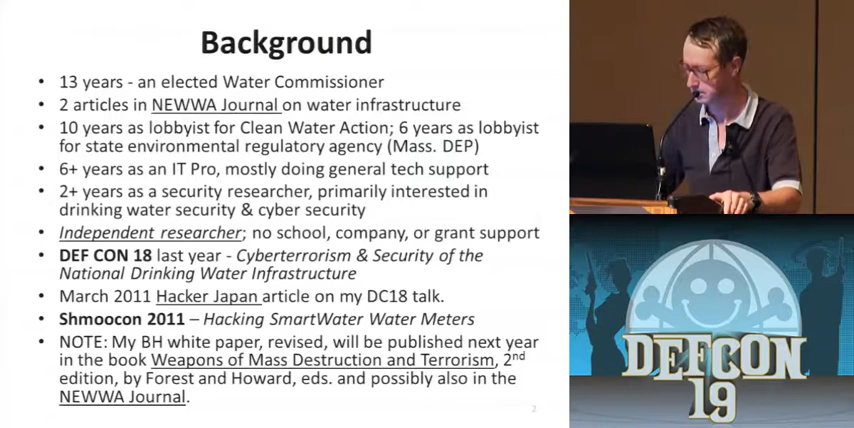 Background
• 13 years - an elected Water Commissioner
• 2 articles in NEWWA Journal on water infrastructure
• 10 years as lobbyist for Clean Water Action; 6 years as lobbyist
for state environmental regulatory agency (Mass. DEP)
• 6+ years as an IT Pro, mostly doing general tech support
• 2+ years as a security researcher, primarily interested in
drinking water security & cyber security
• Independent researcher; no school, company, or grant support
• DEF CON 18 last year - Cyberterrorism & Security of the
National Drinking Water Infrastructure
• March 2011 Hacker Japan article on my DC18 talk.
• Shmoocon 2011 – Hacking SmartWater Water Meters
• NOTE: My BH white paper, revised, will be published next year
in the book Weapons of Mass Destruction and Terrorism, 2nd
edition, by Forest and Howard, eds. and possibly also in the
NEWWA Journal.
2
DEFCON
19